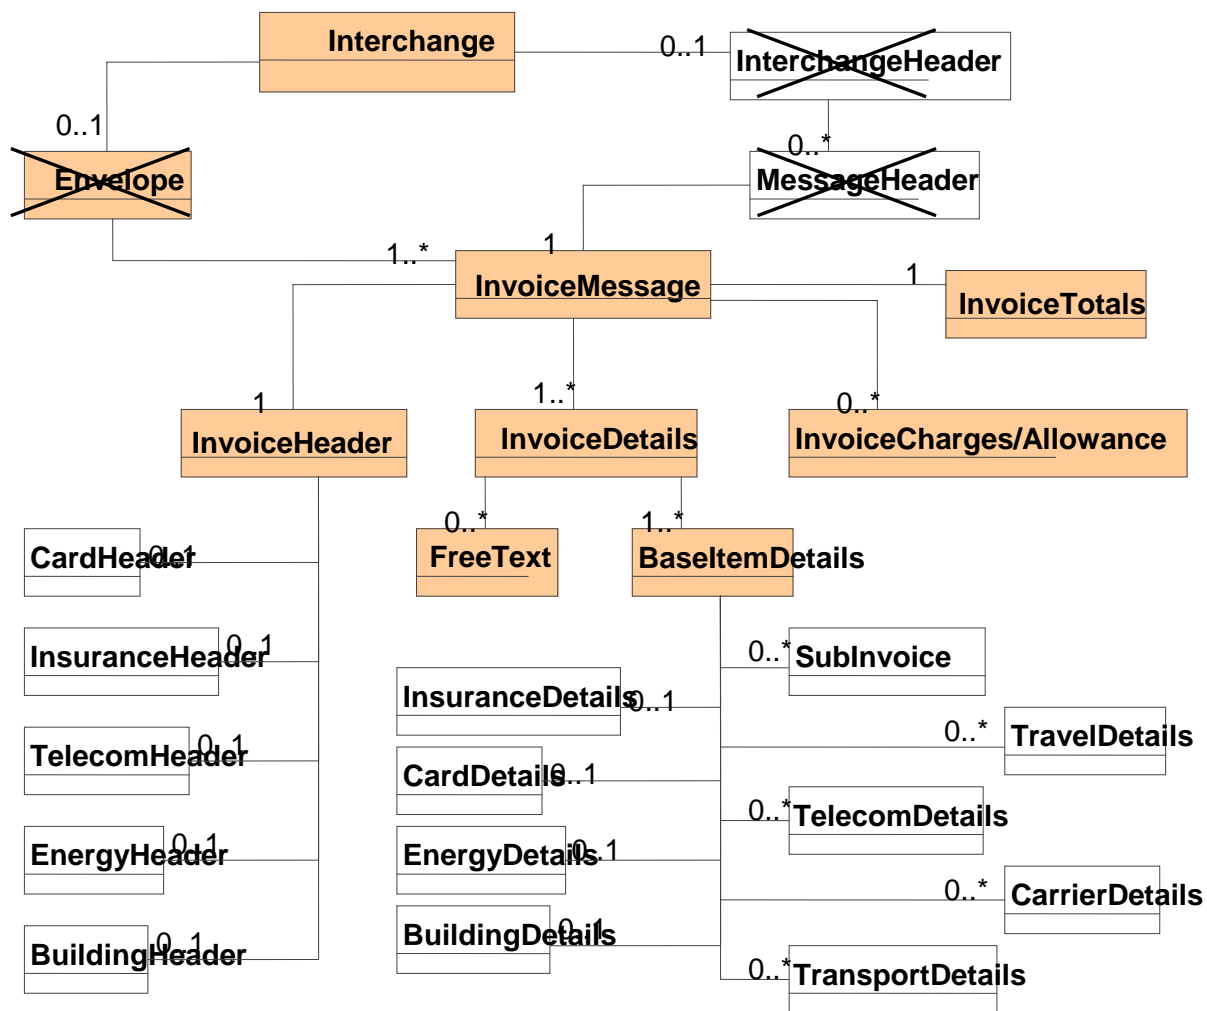 Interchange
0..1
InterchangeHeader
0..1
0..*
Envelope
MessageHeader
1..*
1
InvoiceMessage
1
InvoiceTotals
1
1..*
0..*
InvoiceHeader
InvoiceDetails
InvoiceCharges/Allowance
0..*
1..*
FreeText
BaseItemDetails
CardHeader
0..1
InsuranceHeader
0..1
0..*
SubInvoice
InsuranceDetails
0..1
TelecomHeader
0..1
0..*
TravelDetails
CardDetails
0..1
0..*
TelecomDetails
EnergyHeader
0..1
EnergyDetails
0..1
0..*
CarrierDetails
BuildingHeader
0..1
BuildingDetails
0..1
0..*
TransportDetails